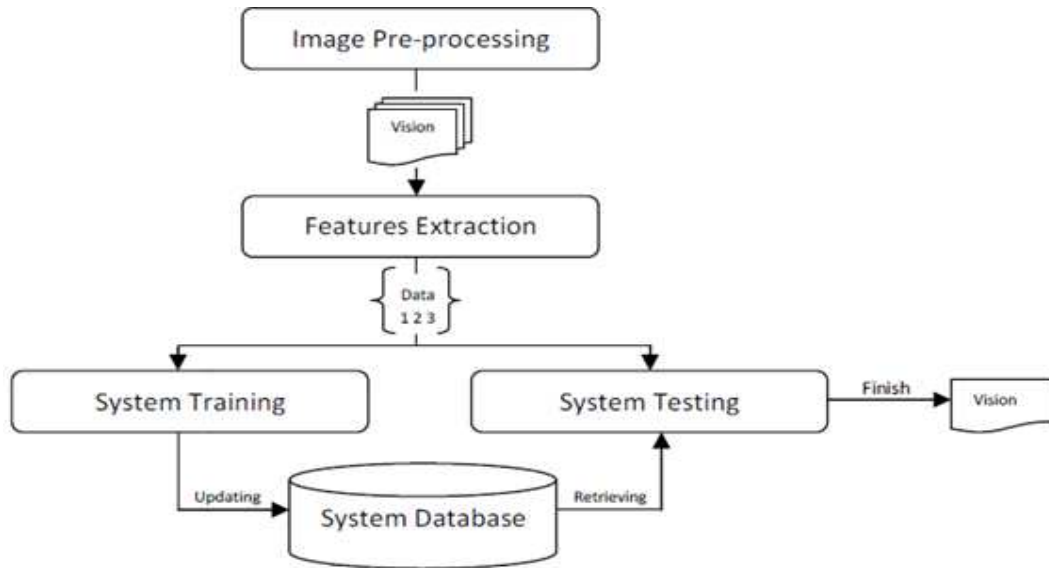 Image Pre-processing
Vision
Features Extraction
Data
1 2 3
System Training
System Testing
Finish
Vision
Updating
System Database
Retrieving